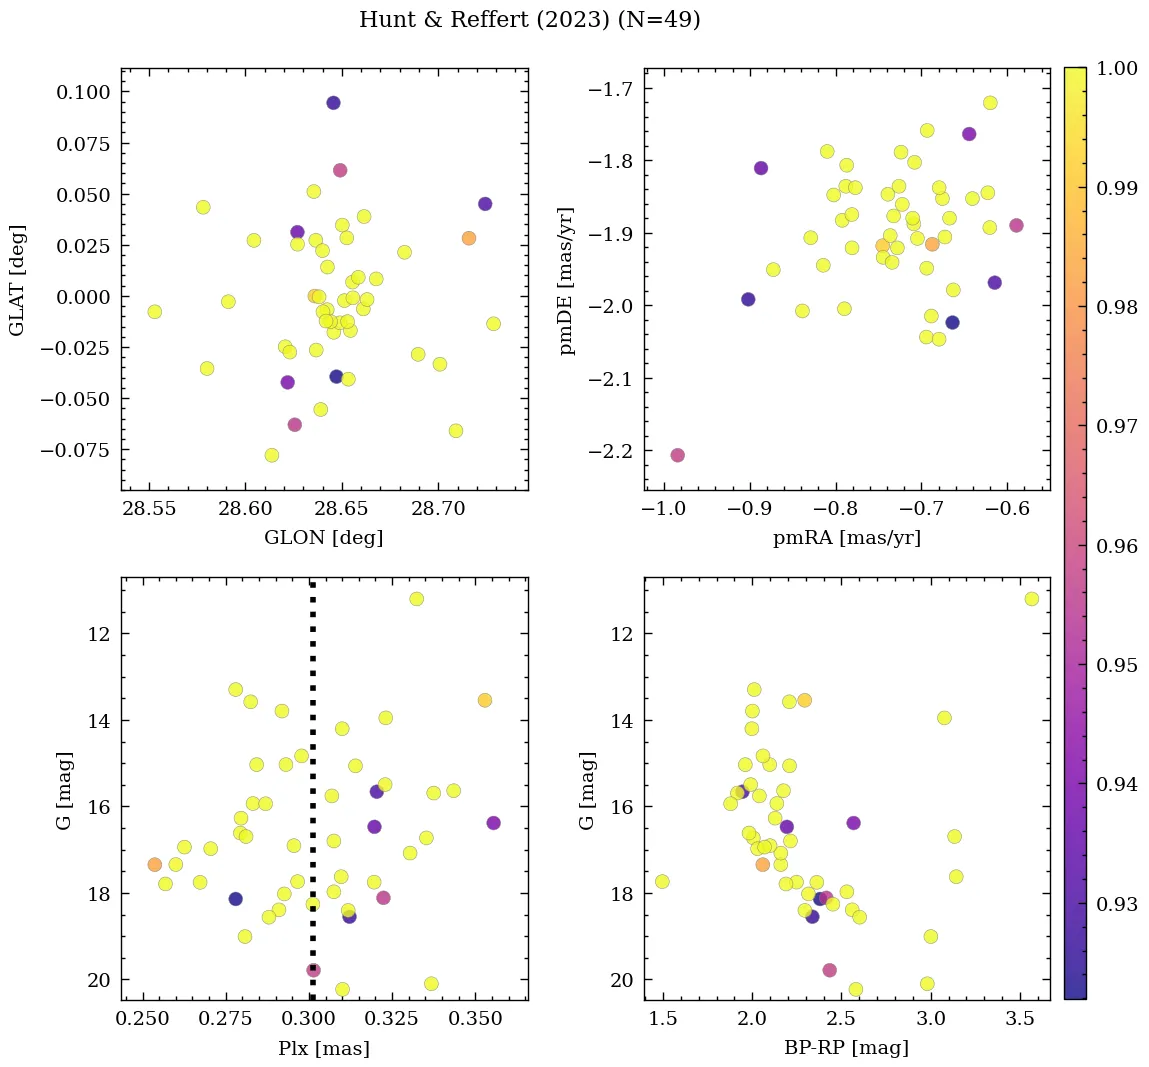 Hunt & Reffert (2023) (N=49)
0.100
0.075
0.050
0.025
0.000
−0.025
−0.050
−0.075
GLAT [deg]
28.55 28.60 28.65 28.70
GLON [deg]
−1.7
−1.8
−1.9
−2.0
−2.1
−2.2
pmDE [mas/yr]
−1.0 −0.9 −0.8 −0.7 −0.6
pmRA [mas/yr]
12
14
16
18
20
G [mag]
0.250 0.275 0.300 0.325 0.350
Plx [mas]
12
14
16
18
20
G [mag]
1.5 2.0 2.5 3.0 3.5
BP-RP [mag]
1.00
0.99
0.98
0.97
0.96
0.95
0.94
0.93